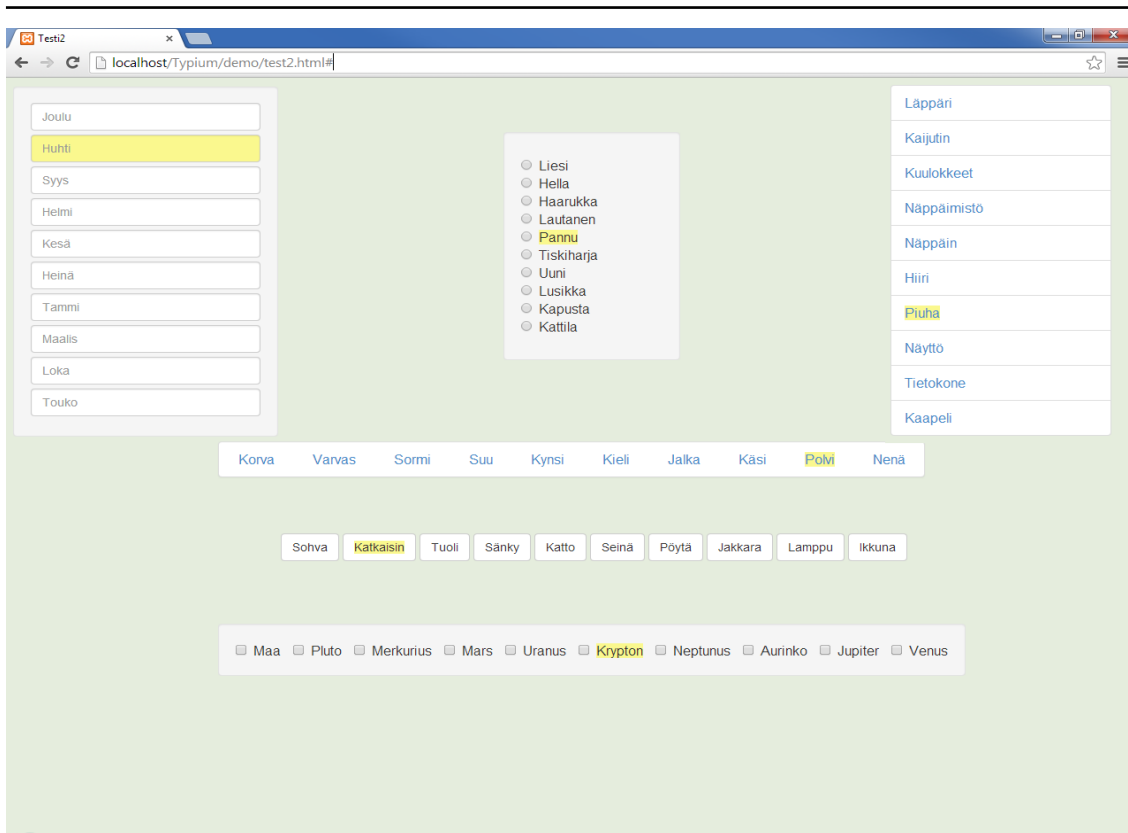 Testi2
localhost/Typium/demo/test2.html#
Joulu
Huhti
Syys
Helmi
Kesä
Heinä
Tammi
Maalis
Loka
Touko
Liesi
Hella
Haarukka
Lautanen
Pannu
Tiskiharja
Uuni
Lusikka
Kapusta
Kattila
Läppäri
Kaijutin
Kuulokkeet
Näppäimistö
Näppäin
Hiiri
Piuha
Näyttö
Tietokone
Kaapeli
Korva Varvas Sormi Suu Kynsi Kieli Jalka Käsi Polvi Nenä
Sohva Katkaisin Tuoli Sänky Katto Seinä Pöytä Jakkara Lamppu Ikkuna
Maa Pluto Merkurius Mars Uranus Krypton Neptunus Aurinko Jupiter Venus